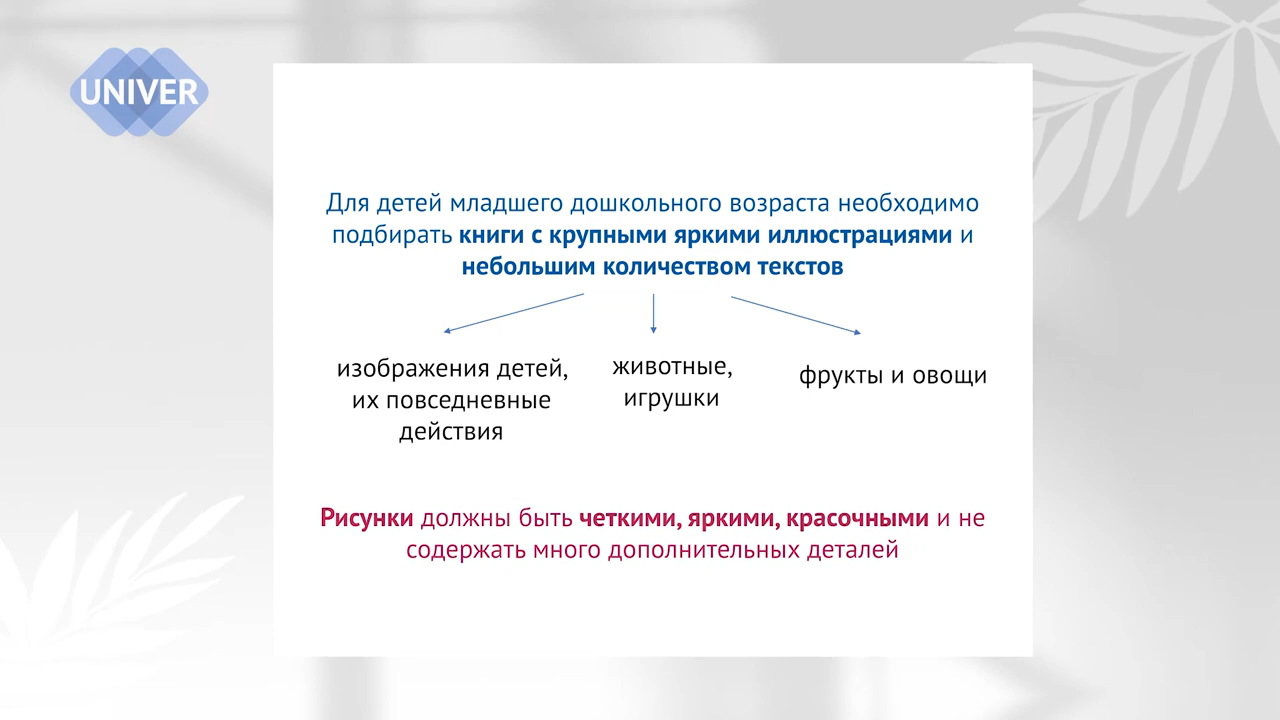 UNIVER
Для детей младшего дошкольного возраста необходимо
подбирать книги с крупными яркими иллюстрациями и
небольшим количеством текстов
изображения детей,
их повседневные
действия
животные,
игрушки
фрукты и овощи
Рисунки должны быть четкими, яркими, красочными и не
содержать много дополнительных деталей